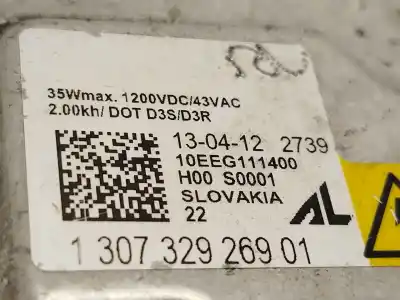 35Wmax. 1200VDC/43VAC
2.00kh/ DOT D3S/D3R
13-04-12 2739
10EEG111400
H00 S0001
SLOVAKIA
22
AL
1 307 329 269 01